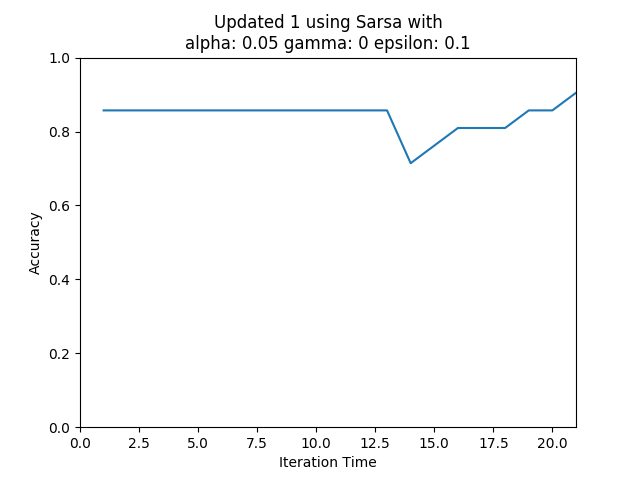 Updated 1 using Sarsa with
alpha: 0.05 gamma: 0 epsilon: 0.1
1.0
0.8
0.6
0.4
0.2
0.0
Accuracy
0.0 2.5 5.0 7.5 10.0 12.5 15.0 17.5 20.0
Iteration Time